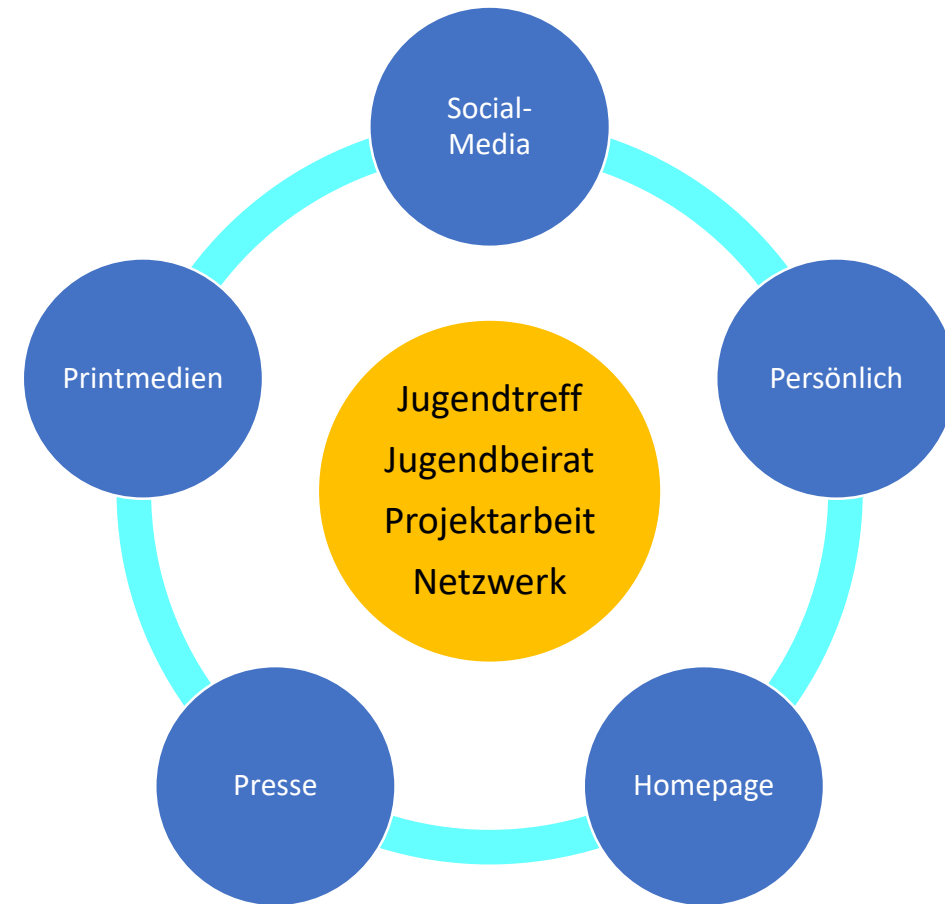 Social-
Media
Printmedien
Persönlich
Jugendtreff
Jugendbeirat
Projektarbeit
Netzwerk
Presse
Homepage